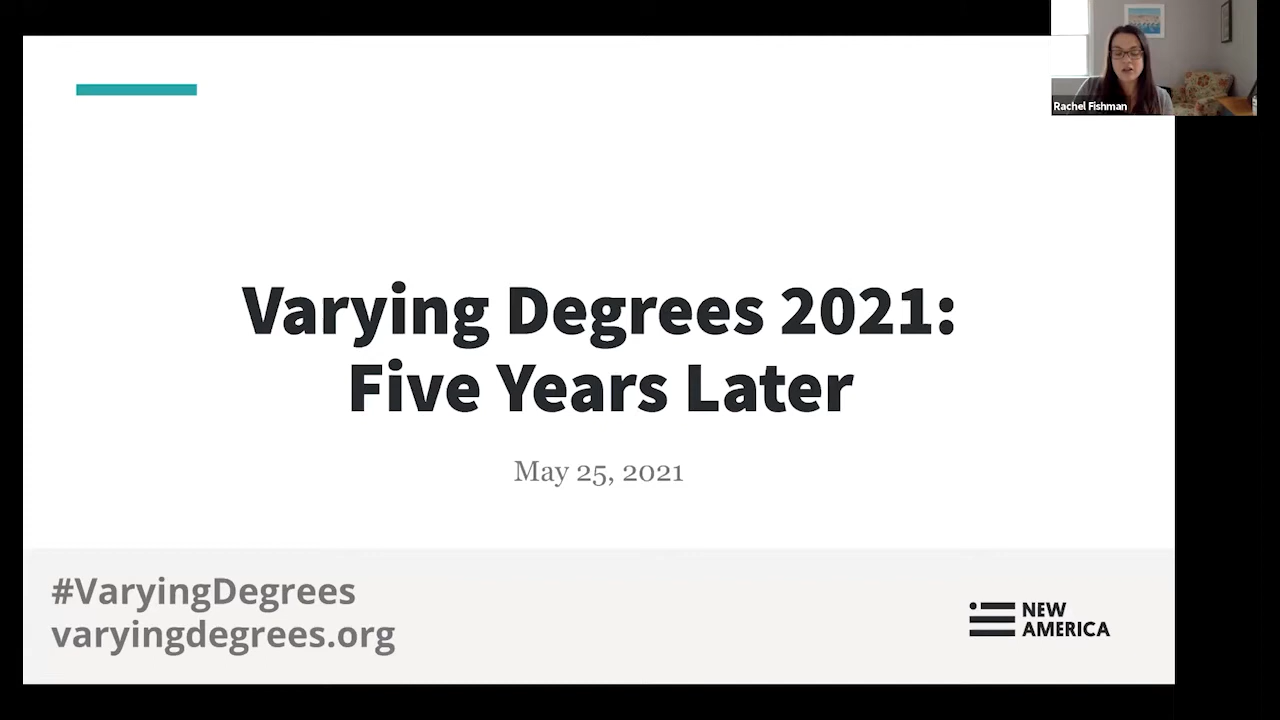 Rachel Fishman
Varying Degrees 2021:
Five Years Later
May 25, 2021
#VaryingDegrees
varyingdegrees.org
NEW
AMERICA